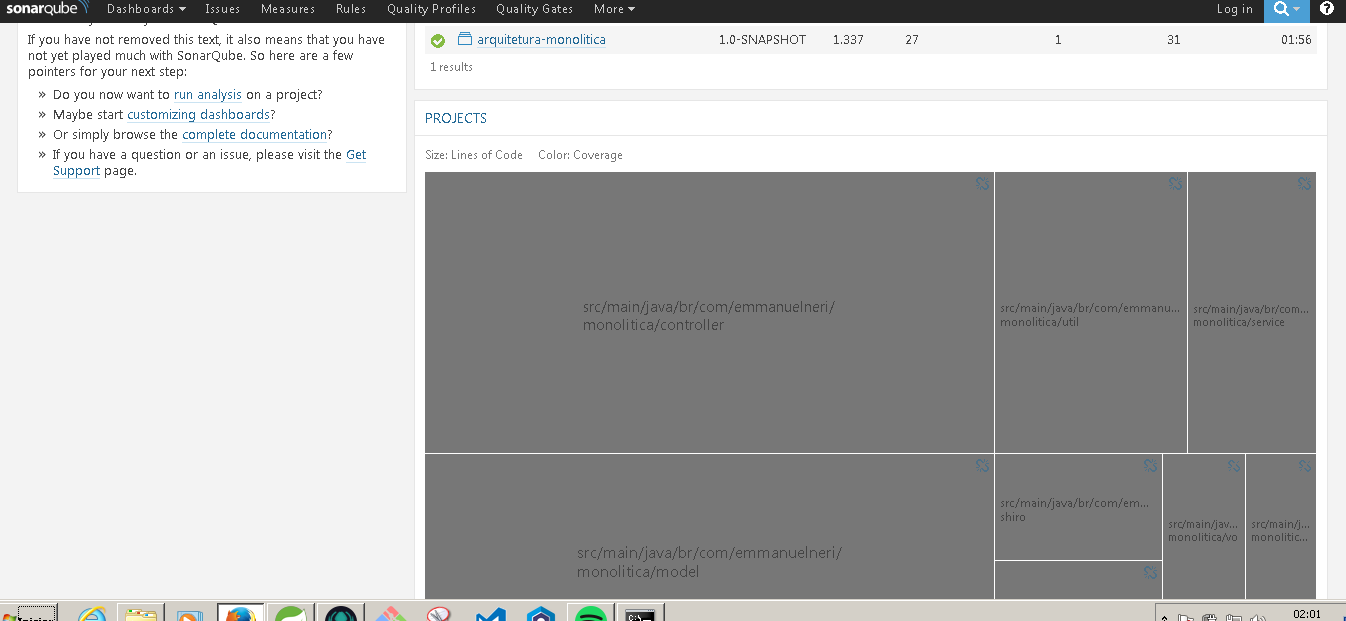 sonarqube Dashboards Issues Measures Rules Quality Profiles Quality Gates More Log in
If you have not removed this text, it also means that you have
not yet played much with SonarQube. So here are a few
pointers for your next step:
» Do you now want to run analysis on a project?
» Maybe start customizing dashboards?
» Or simply browse the complete documentation?
» If you have a question or an issue, please visit the Get
Support page.
arquitetura-monolitica 1.0-SNAPSHOT 1.337 27 1 31 01:56
1 results
PROJECTS
Size: Lines of Code Color: Coverage
src/main/java/br/com/emmanuelneri/
monolitica/controller
src/main/java/br/com/emmanu...
monolitica/util
src/main/java/br/com...
monolitica/service
src/main/java/br/com/emmanuelneri/
monolitica/model
src/main/java/br/com/em...
shiro
src/main/jav...
monolitica/vo
src/main/j...
monolitic...
02:01